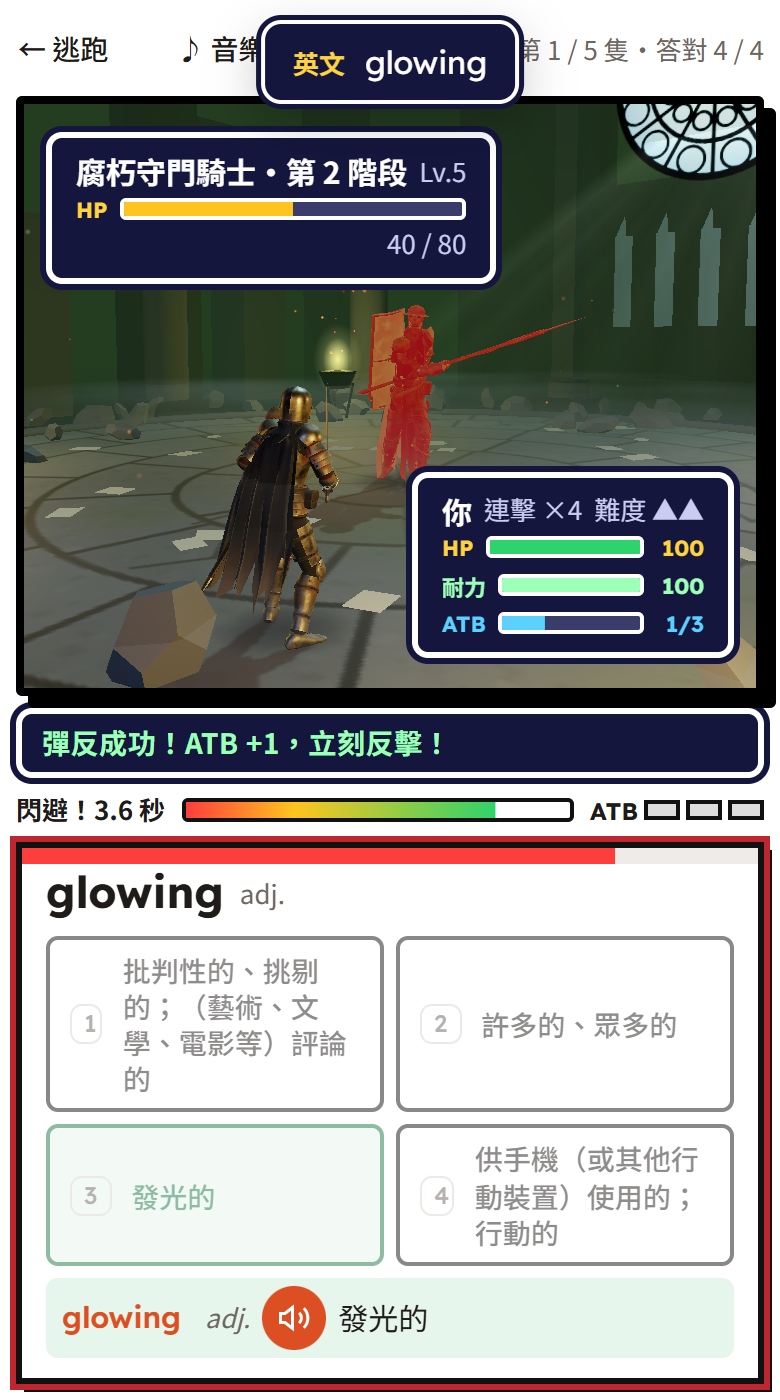 ← 逃跑
♪ 音樂
英文 glowing
第 1 / 5 隻・答對 4 / 4
腐朽守門騎士・第 2 階段 Lv.5
HP
40 / 80
你 連擊 ×4 難度 ▲▲
HP 100
耐力 100
ATB 1/3
彈反成功！ATB +1，立刻反擊！
閃避！3.6 秒 ATB
glowing adj.
1 批判性的、挑剔
的；（藝術、文
學、電影等）評論
的
2 許多的、眾多的
3 發光的
4 供手機（或其他行
動裝置）使用的；
行動的
glowing adj. 發光的